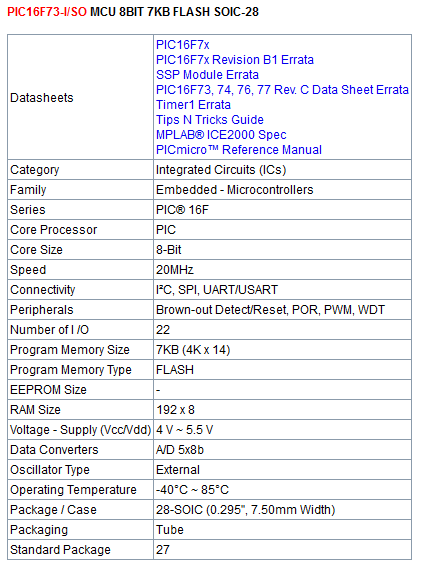 PIC16F73-I/SO MCU 8BIT 7KB FLASH SOIC-28
Datasheets
PIC16F7x
PIC16F7x Revision B1 Errata
SSP Module Errata
PIC16F73, 74, 76, 77 Rev. C Data Sheet Errata
Timer1 Errata
Tips N Tricks Guide
MPLAB® ICE2000 Spec
PICmicro™ Reference Manual
Category Integrated Circuits (ICs)
Family Embedded - Microcontrollers
Series PIC® 16F
Core Processor PIC
Core Size 8-Bit
Speed 20MHz
Connectivity I²C, SPI, UART/USART
Peripherals Brown-out Detect/Reset, POR, PWM, WDT
Number of I /O 22
Program Memory Size 7KB (4K x 14)
Program Memory Type FLASH
EEPROM Size -
RAM Size 192 x 8
Voltage - Supply (Vcc/Vdd) 4 V ~ 5.5 V
Data Converters A/D 5x8b
Oscillator Type External
Operating Temperature -40°C ~ 85°C
Package / Case 28-SOIC (0.295", 7.50mm Width)
Packaging Tube
Standard Package 27